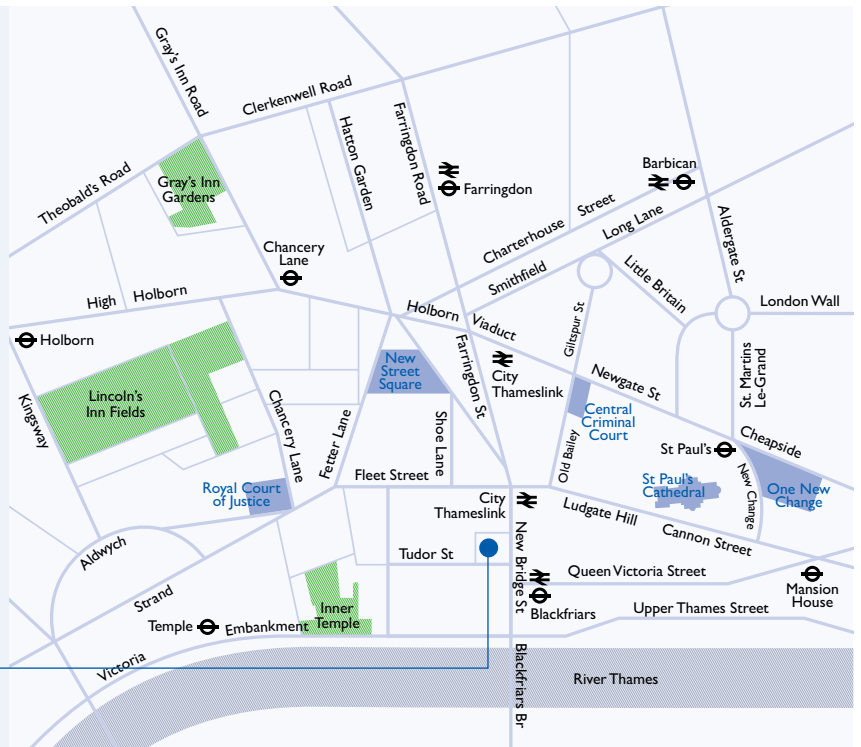 Gray's Inn Road
Clerkenwell Road
Hatton Garden
Farringdon Road
Theobald's Road
Gray's Inn
Gardens
Farringdon
Barbican
Charterhouse Street
Long Lane
Aldergate St
Chancery
Lane
Smithfield
Little Britain
High Holborn
Holborn Viaduct
Giltspur St
London Wall
Holborn
New
Street
Square
Farringdon St
City
Thameslink
Newgate St
St. Martins
Le-Grand
Kingsway
Lincoln's
Inn Fields
Chancery Lane
Fetter Lane
Shoe Lane
Old Bailey
Central
Criminal
Court
St Paul's
Cheapside
Fleet Street
Royal Court
of Justice
City
Thameslink
Ludgate Hill
St Paul's
Cathedral
New Change
One New
Change
Cannon Street
Aldwych
Tudor St
New Bridge St
Queen Victoria Street
Mansion
House
Strand
Inner
Temple
Blackfriars
Upper Thames Street
Temple
Embankment
Victoria
Blackfriars Br
River Thames